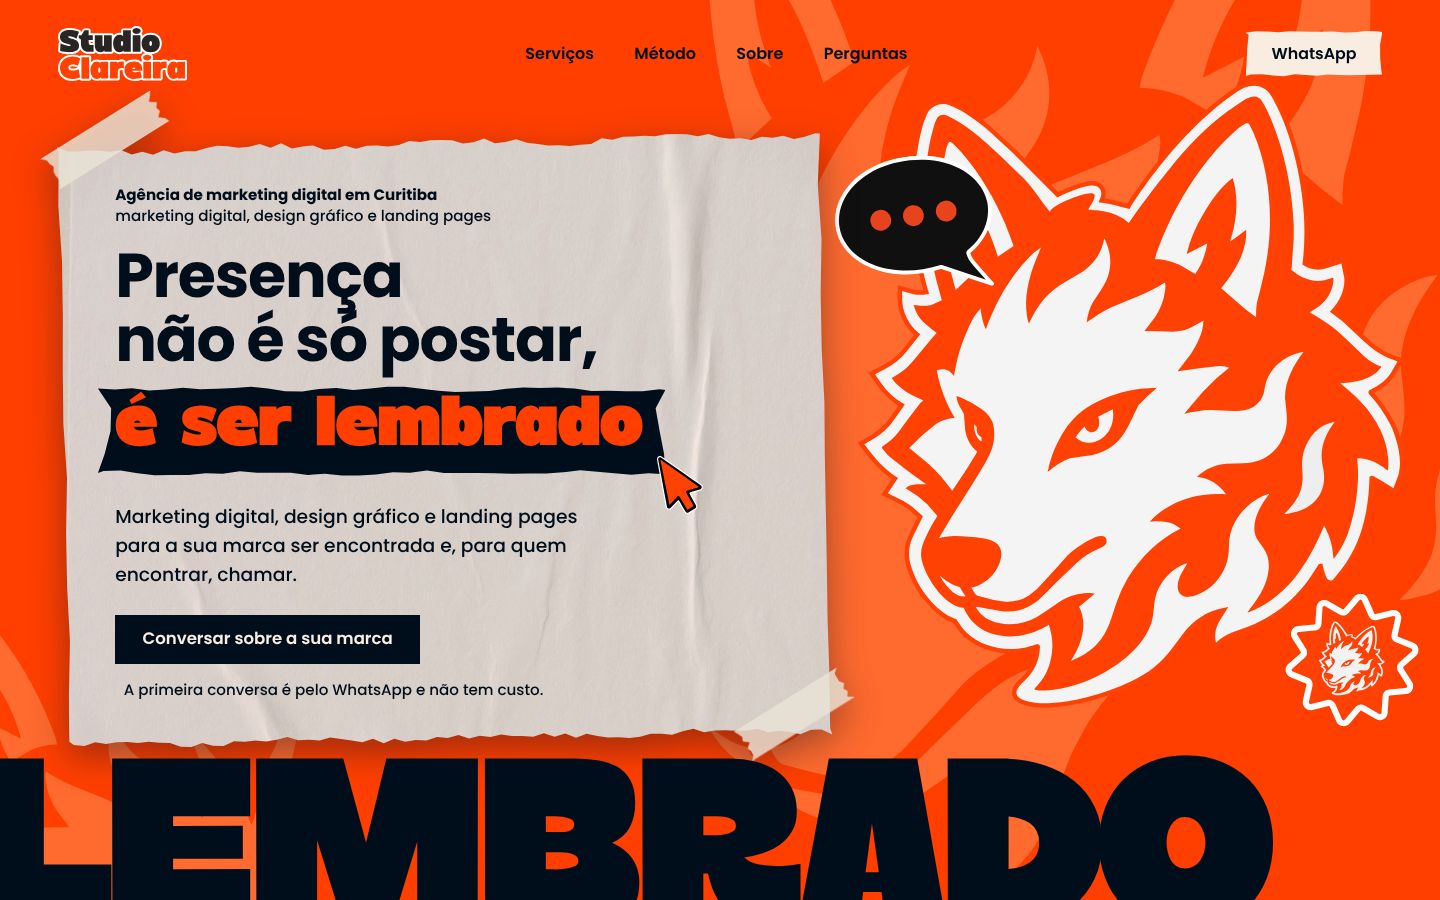 Studio
Clareira
Serviços
Método
Sobre
Perguntas
WhatsApp
Agência de marketing digital em Curitiba
marketing digital, design gráfico e landing pages
Presença
não é só postar,
é ser lembrado
Marketing digital, design gráfico e landing pages
para a sua marca ser encontrada e, para quem
encontrar, chamar.
Conversar sobre a sua marca
A primeira conversa é pelo WhatsApp e não tem custo.
LEMBRADO